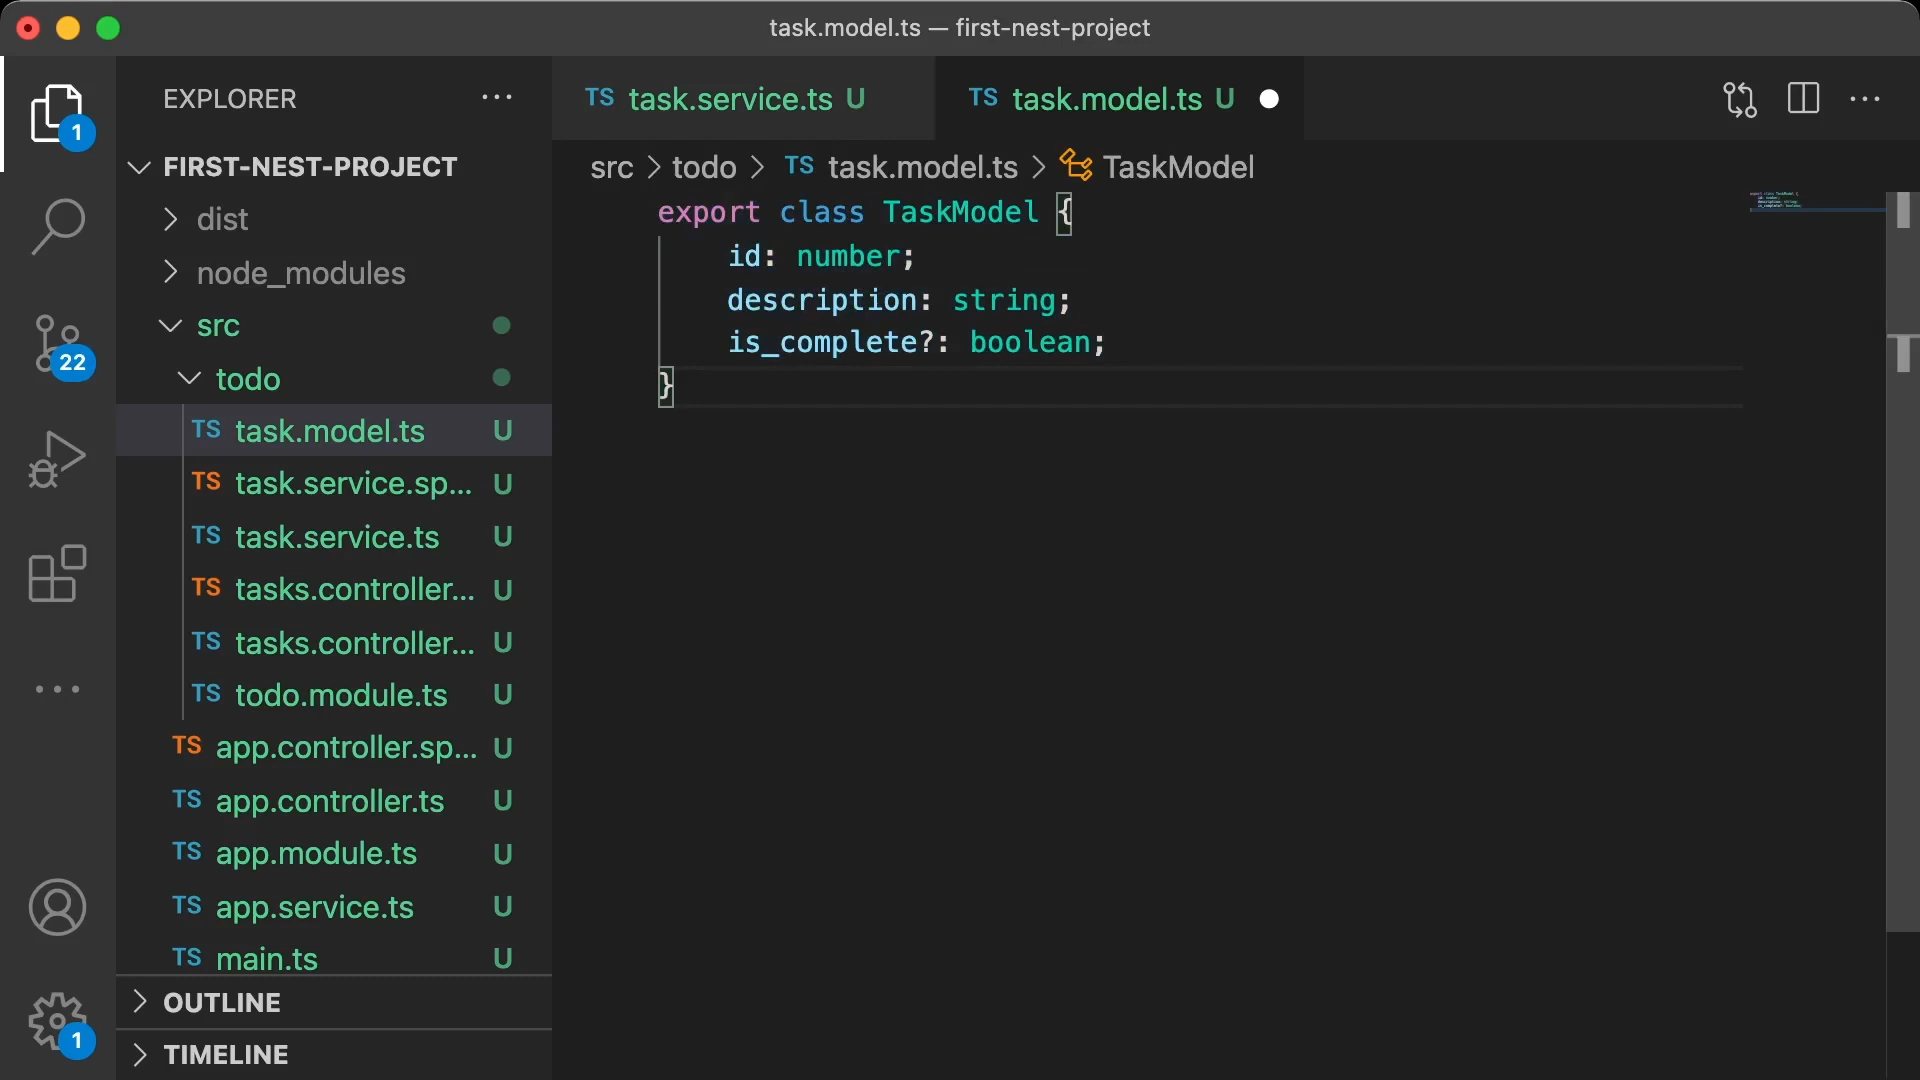 task.model.ts — first-nest-project
EXPLORER
FIRST-NEST-PROJECT
dist
node_modules
src
todo
TS task.model.ts U
TS task.service.sp... U
TS task.service.ts U
TS tasks.controller... U
TS tasks.controller... U
TS todo.module.ts U
TS app.controller.sp... U
TS app.controller.ts U
TS app.module.ts U
TS app.service.ts U
TS main.ts U
OUTLINE
TIMELINE
1
22
1
TS task.service.ts U
TS task.model.ts U
src > todo > TS task.model.ts > TaskModel
export class TaskModel {
id: number;
description: string;
is_complete?: boolean;
}